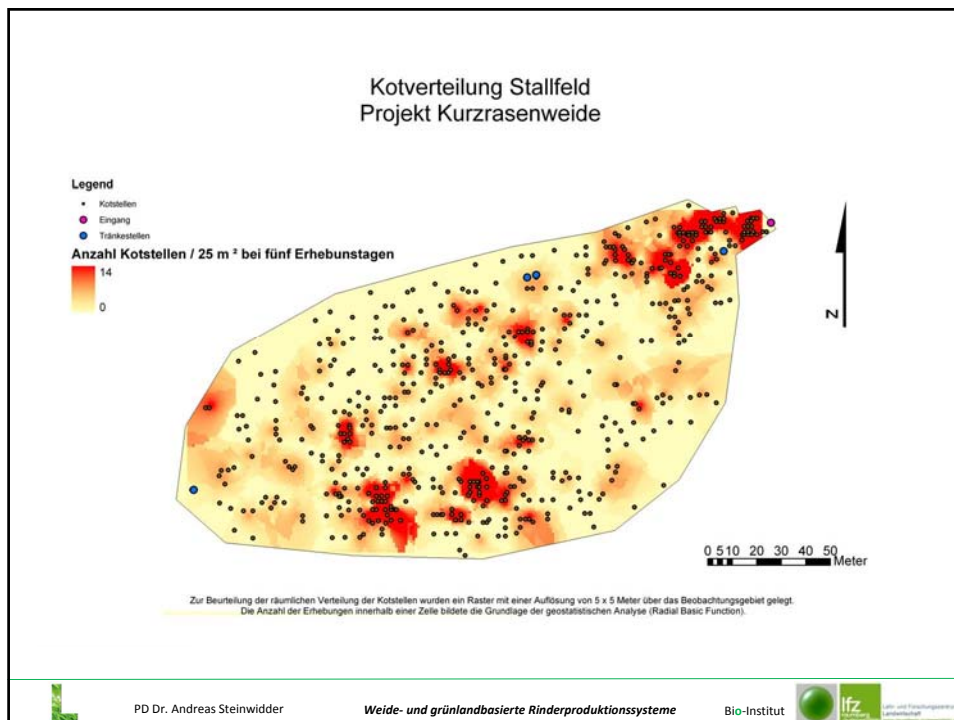 Kotverteilung Stallfeld
Projekt Kurzrasenweide
Legend
Kotstellen
Eingang
Tränkestellen
Anzahl Kotstellen / 25 m ² bei fünf Erhebunstagen
14
0
N
0 5 10 20 30 40 50
Meter
Zur Beurteilung der räumlichen Verteilung der Kotstellen wurden ein Raster mit einer Auflösung von 5 x 5 Meter über das Beobachtungsgebiet gelegt.
Die Anzahl der Erhebungen innerhalb einer Zelle bildete die Grundlage der geostatistischen Analyse (Radial Basic Function).
PD Dr. Andreas Steinwidder
Weide- und grünlandbasierte Rinderproduktionssysteme
Bio-Institut
lfz
Landwirtschaft